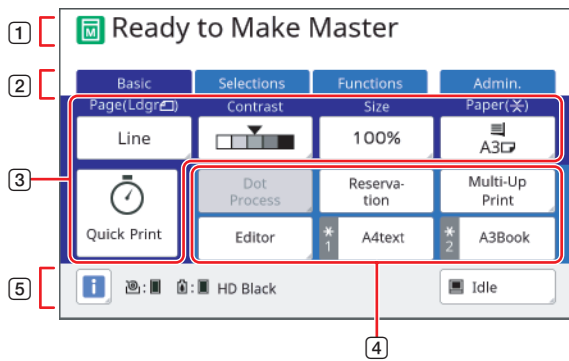 1
M Ready to Make Master
2
Basic Selections Functions Admin.
Page(Ldgr) Contrast Size Paper(⚹)
Line 100% A3
3
Quick Print
Dot
Process
Reserva-
tion
Multi-Up
Print
Editor
*
1
A4text
*
2
A3Book
5
i : : HD Black Idle
4